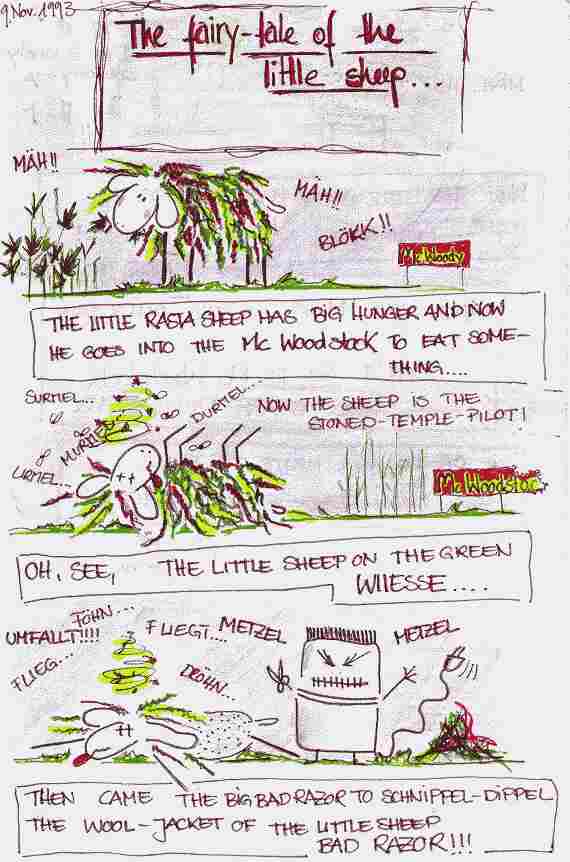 9. Nov. 1993
The fairy-tale of the
little sheep...
MÄH!!
MÄH!!
BLÖKK!!
Mc Woody
THE LITTLE RASTA SHEEP HAS BIG HUNGER AND NOW
HE GOES INTO THE Mc WOODSTOCK TO EAT SOME-
THING....
SURMEL...
MURMEL
DURMEL...
URMEL...
NOW THE SHEEP IS THE
STONED-TEMPLE-PILOT!
Mc Woodstoc
OH, SEE, THE LITTLE SHEEP ON THE GREEN
WIIESSE....
FÖHN...
UMFALLT!!!!
FLIEG...
FLIEGT....
METZEL
METZEL
DRÖHN...
THEN CAME THE BIG BAD RAZOR TO SCHNIPPEL-DIPPEL
THE WOOL-JACKET OF THE LITTLE SHEEP
BAD RAZOR!!!